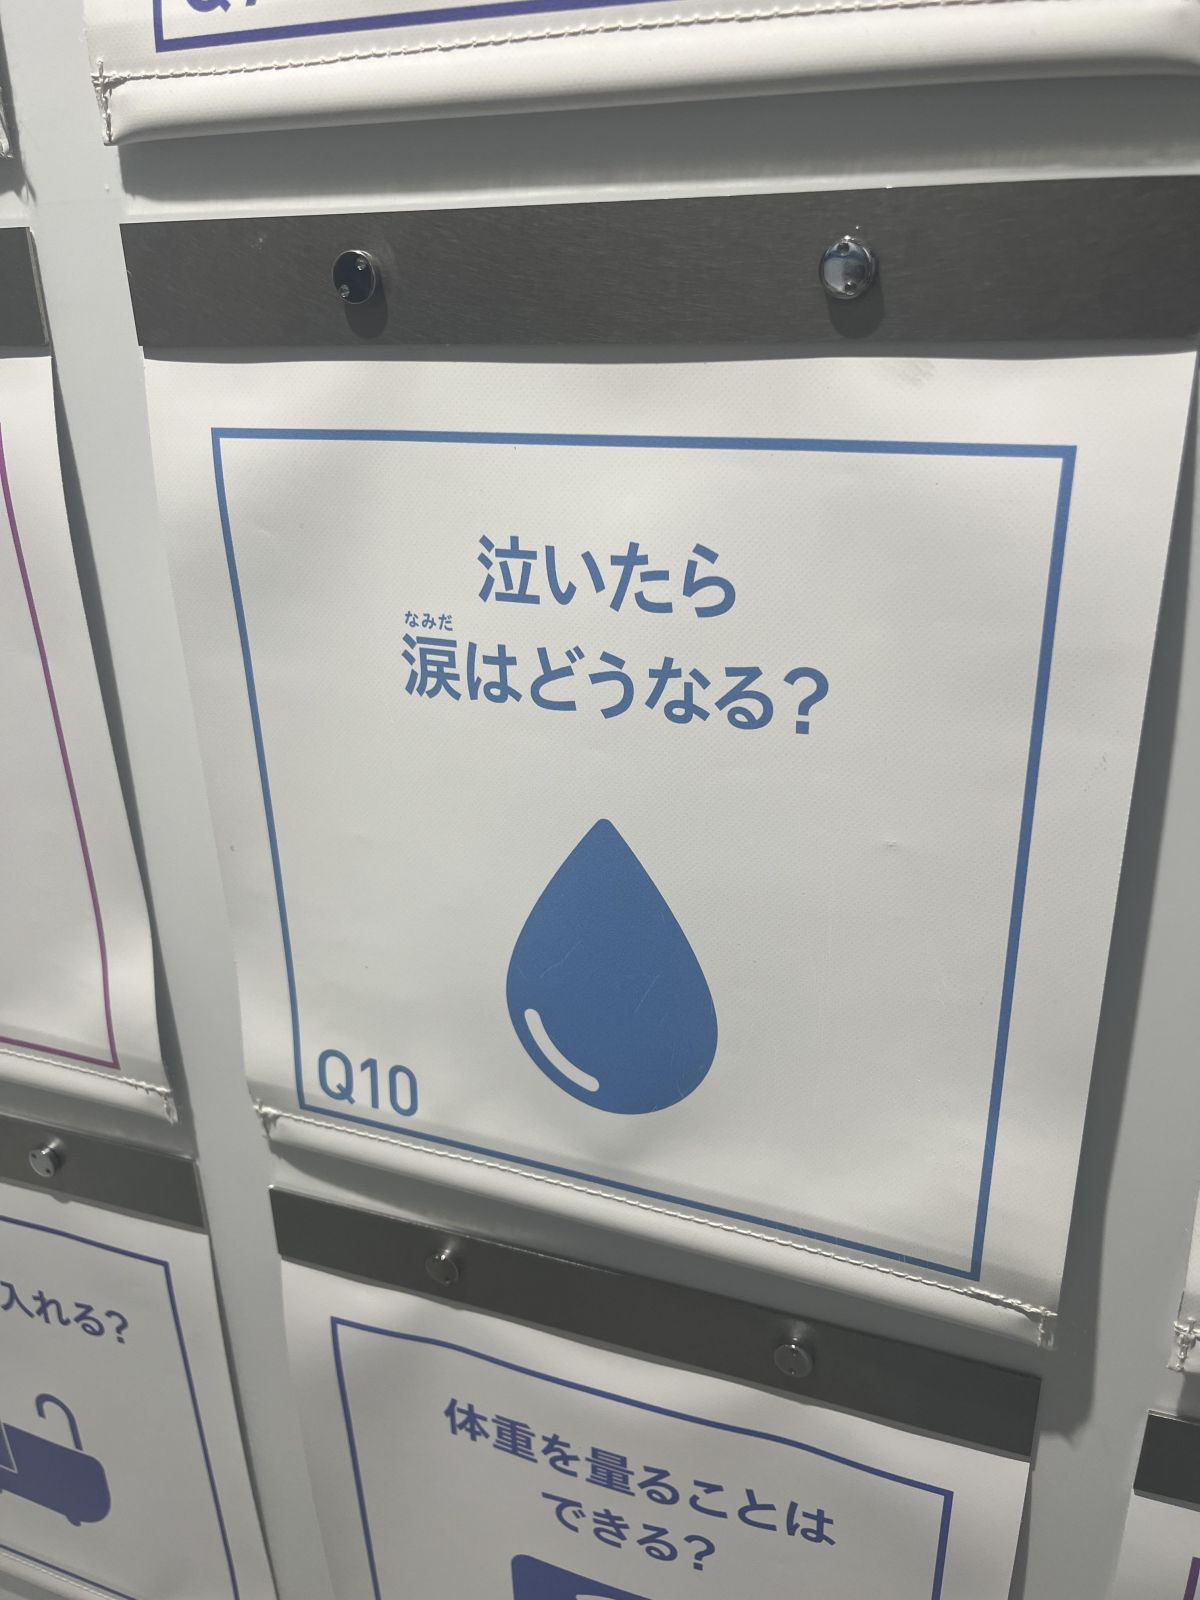 泣いたら
なみだ
涙はどうなる?
Q10
入れる?
体重を量ることは
できる?